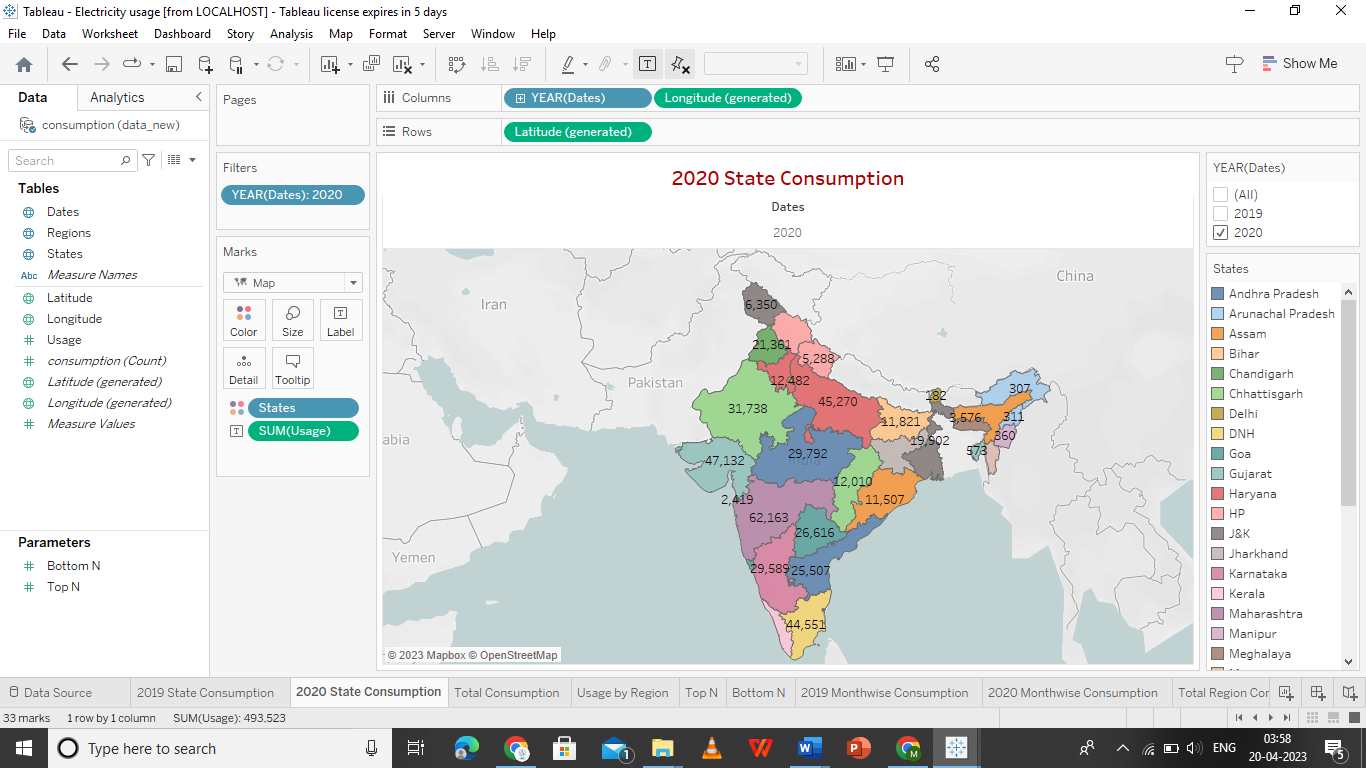 Tableau - Electricity usage [from LOCALHOST] - Tableau license expires in 5 days
File Data Worksheet Dashboard Story Analysis Map Format Server Window Help
Show Me
Data Analytics
consumption (data_new)
Search
Tables
Dates
Regions
States
Abc Measure Names
Latitude
Longitude
Usage
consumption (Count)
Latitude (generated)
Longitude (generated)
Measure Values
Parameters
Bottom N
Top N
Pages
Filters
YEAR(Dates): 2020
Marks
Map
Color Size Label
Detail Tooltip
States
SUM(Usage)
Columns YEAR(Dates) Longitude (generated)
Rows Latitude (generated)
2020 State Consumption
Dates
2020
China
Iran
6,350
21,361
5,288
Pakistan
12,482
307
182
31,738
45,270
3,576
311
11,821
360
19,902
29,792
India
573
47,132
12,010
2,419
11,507
62,163
26,616
Yemen
29,589
25,507
44,551
abia
© 2023 Mapbox © OpenStreetMap
YEAR(Dates)
(All)
2019
2020
States
Andhra Pradesh
Arunachal Pradesh
Assam
Bihar
Chandigarh
Chhattisgarh
Delhi
DNH
Goa
Gujarat
Haryana
HP
J&K
Jharkhand
Karnataka
Kerala
Maharashtra
Manipur
Meghalaya
Data Source 2019 State Consumption 2020 State Consumption Total Consumption Usage by Region Top N Bottom N 2019 Monthwise Consumption 2020 Monthwise Consumption Total Region Cor
33 marks 1 row by 1 column SUM(Usage): 493,523
Type here to search
1
W
P
M
ENG
03:58
20-04-2023
5